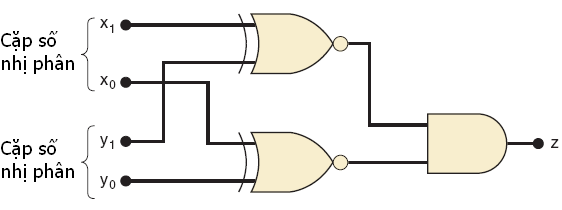 Cặp số
nhị phân
x1
x0
Cặp số
nhị phân
y1
y0
z